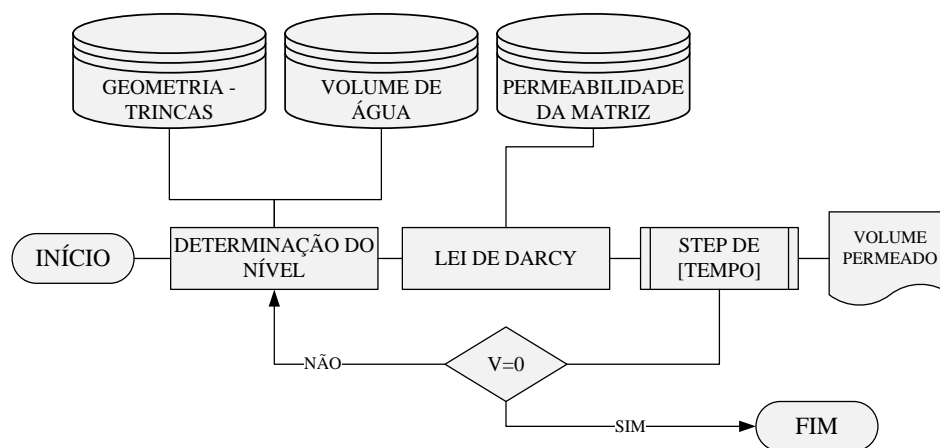 GEOMETRIA -
TRINCAS
VOLUME DE
ÁGUA
PERMEABILIDADE
DA MATRIZ
INÍCIO
DETERMINAÇÃO DO
NÍVEL
LEI DE DARCY
STEP DE
[TEMPO]
VOLUME
PERMEADO
NÃO
V=0
SIM
FIM